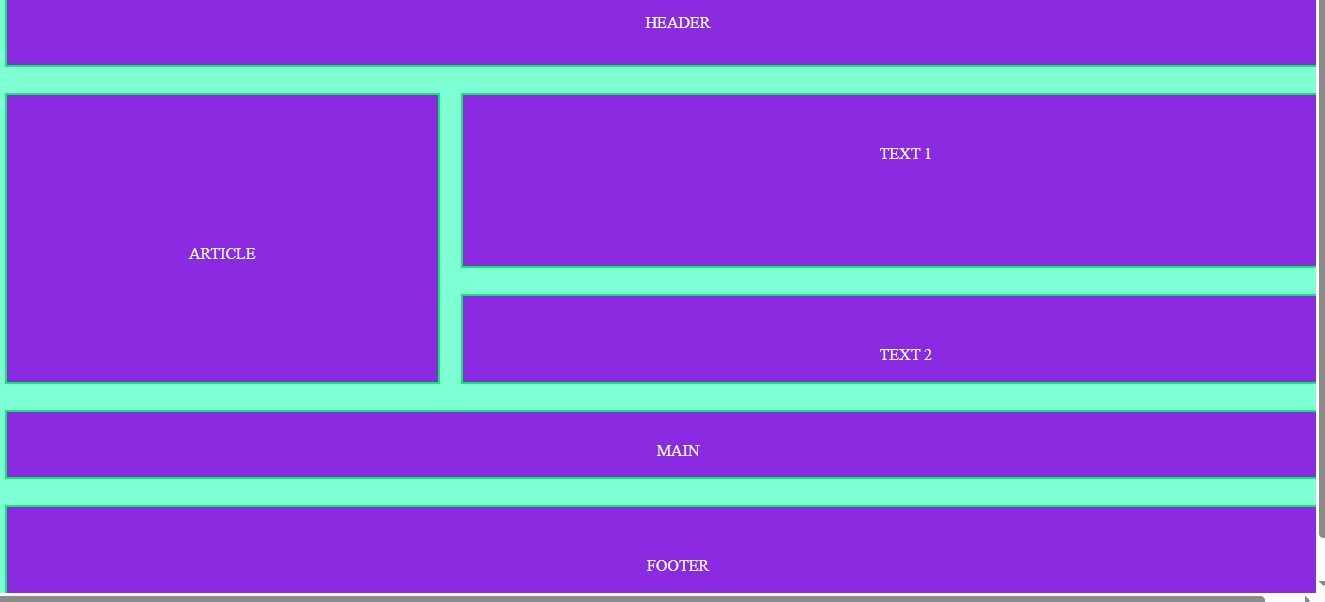 HEADER
ARTICLE
TEXT 1
TEXT 2
MAIN
FOOTER